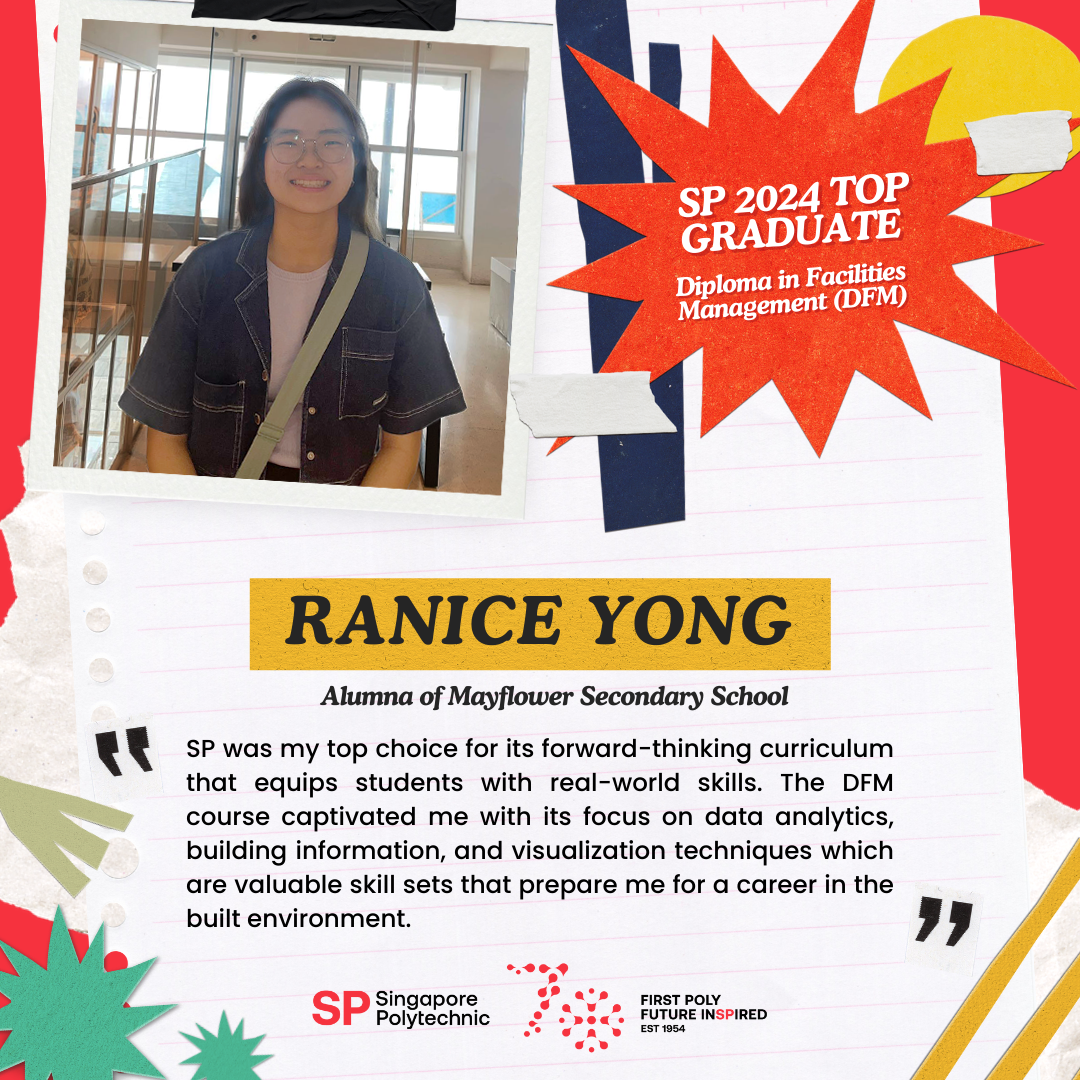 SP 2024 TOP
GRADUATE
Diploma in Facilities
Management (DFM)
RANICE YONG
Alumna of Mayflower Secondary School
"
SP was my top choice for its forward-thinking curriculum
that equips students with real-world skills. The DFM
course captivated me with its focus on data analytics,
building information, and visualization techniques which
are valuable skill sets that prepare me for a career in the
built environment.
"
SP Singapore
Polytechnic
70
FIRST POLY
FUTURE INSPIRED
EST 1954